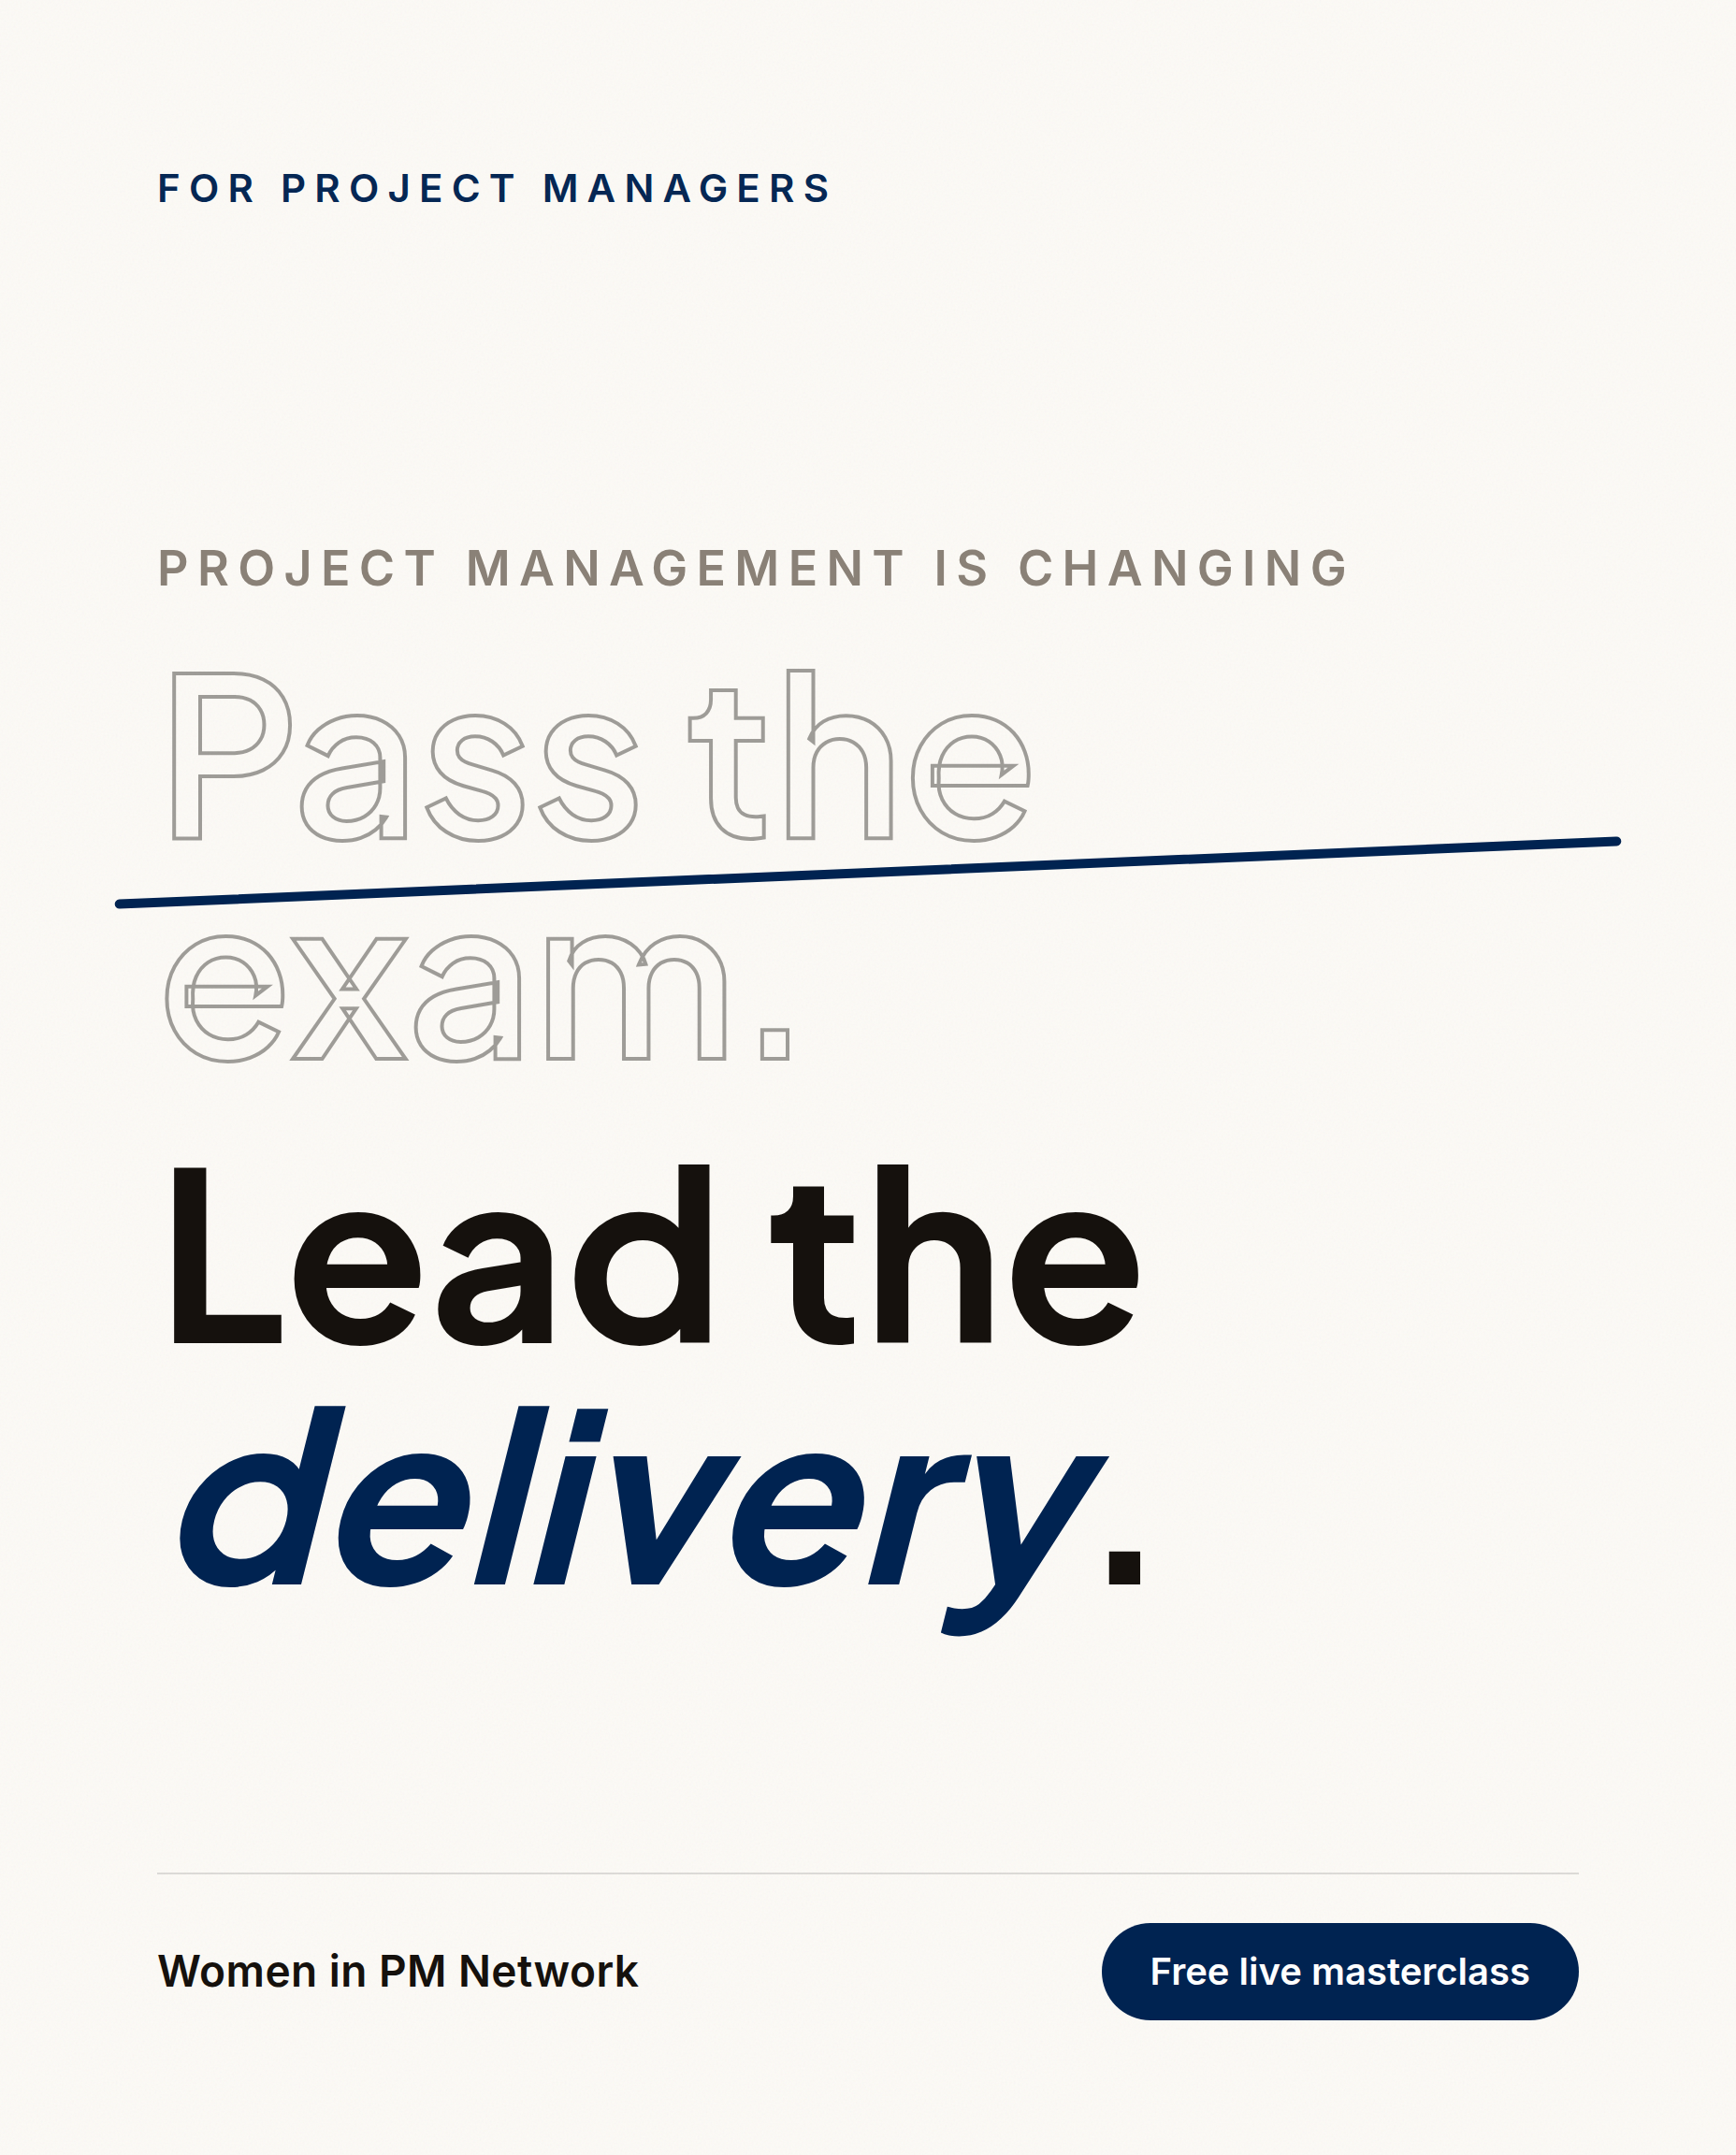 FOR PROJECT MANAGERS
PROJECT MANAGEMENT IS CHANGING
Pass the
exam.
Lead the
delivery.
Women in PM Network
Free live masterclass